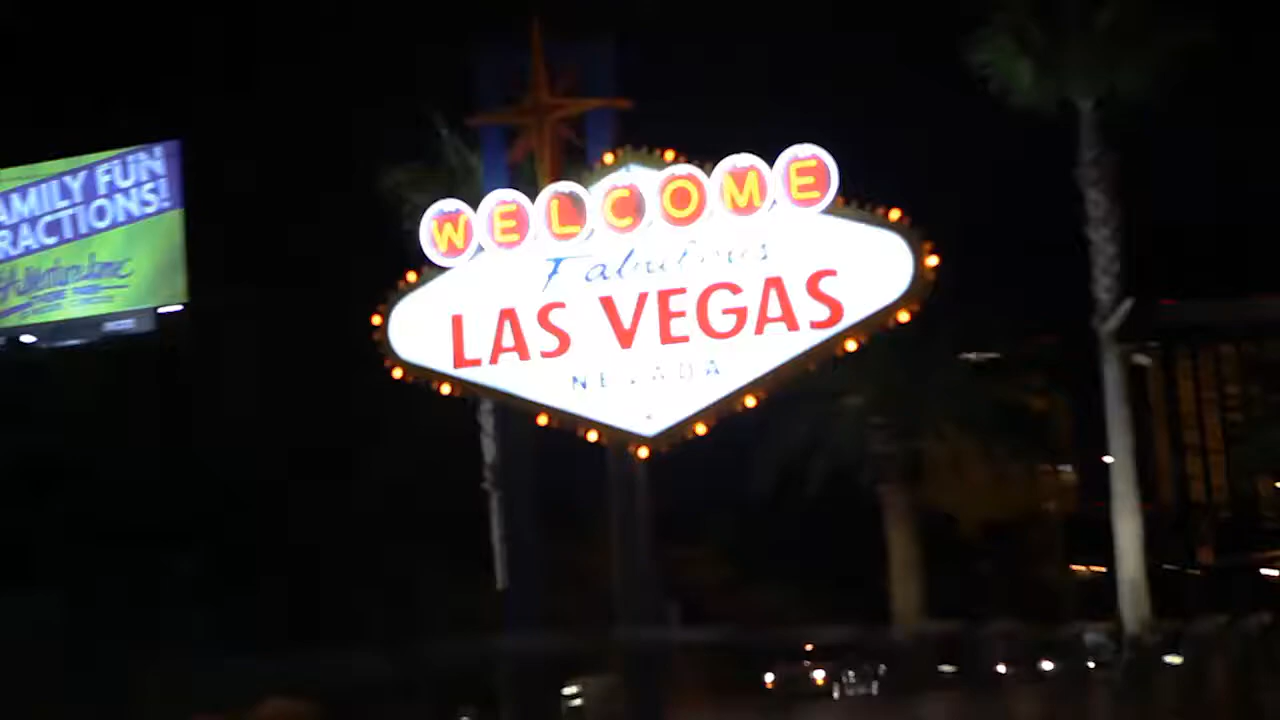 AMILY FUN
RACTIONS!
WELCOME
Fabulous
LAS VEGAS
NEVADA